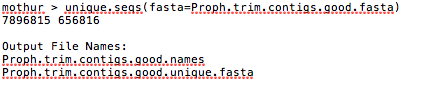 mothur > unique.seqs(fasta=Proph.trim.contigs.good.fasta)
7896815 656816
Output File Names:
Proph.trim.contigs.good.names
Proph.trim.contigs.good.unique.fasta